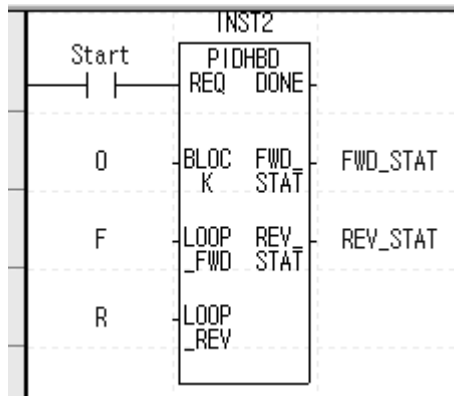 INST2
Start
PIDHBD
REQ DONE
0 BLOC FWD_ FWD_STAT
K STAT
F LOOP REV_ REV_STAT
_FWD STAT
R LOOP
_REV